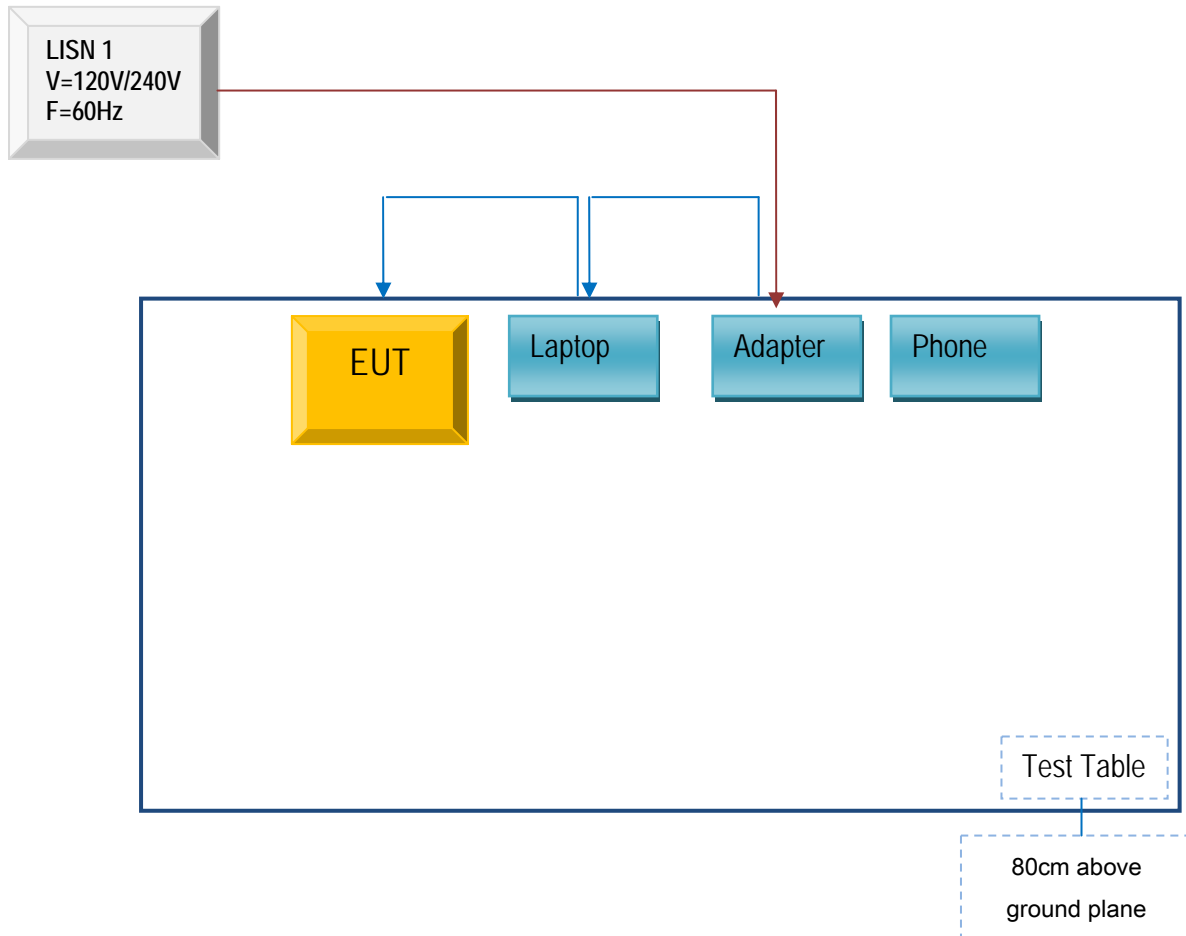 LISN 1
V=120V/240V
F=60Hz
EUT
Laptop
Adapter
Phone
Test Table
80cm above
ground plane